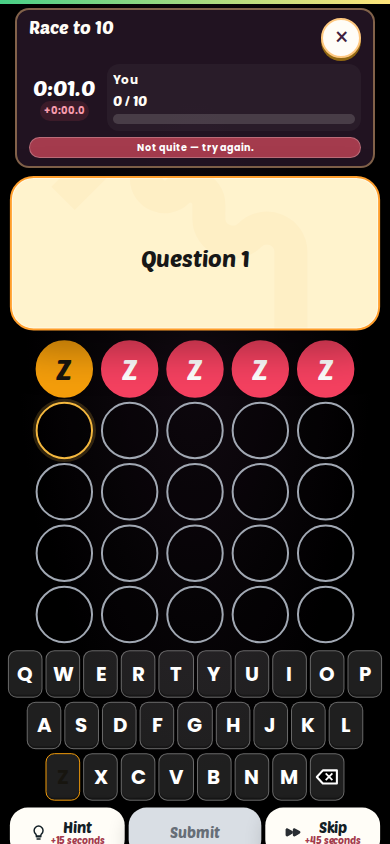 Race to 10
×
0:01.0
+0:00.0
You
0 / 10
Not quite — try again.
Question 1
Z Z Z Z Z
Q W E R T Y U I O P
A S D F G H J K L
Z X C V B N M
Hint
+15 seconds
Submit
Skip
+45 seconds